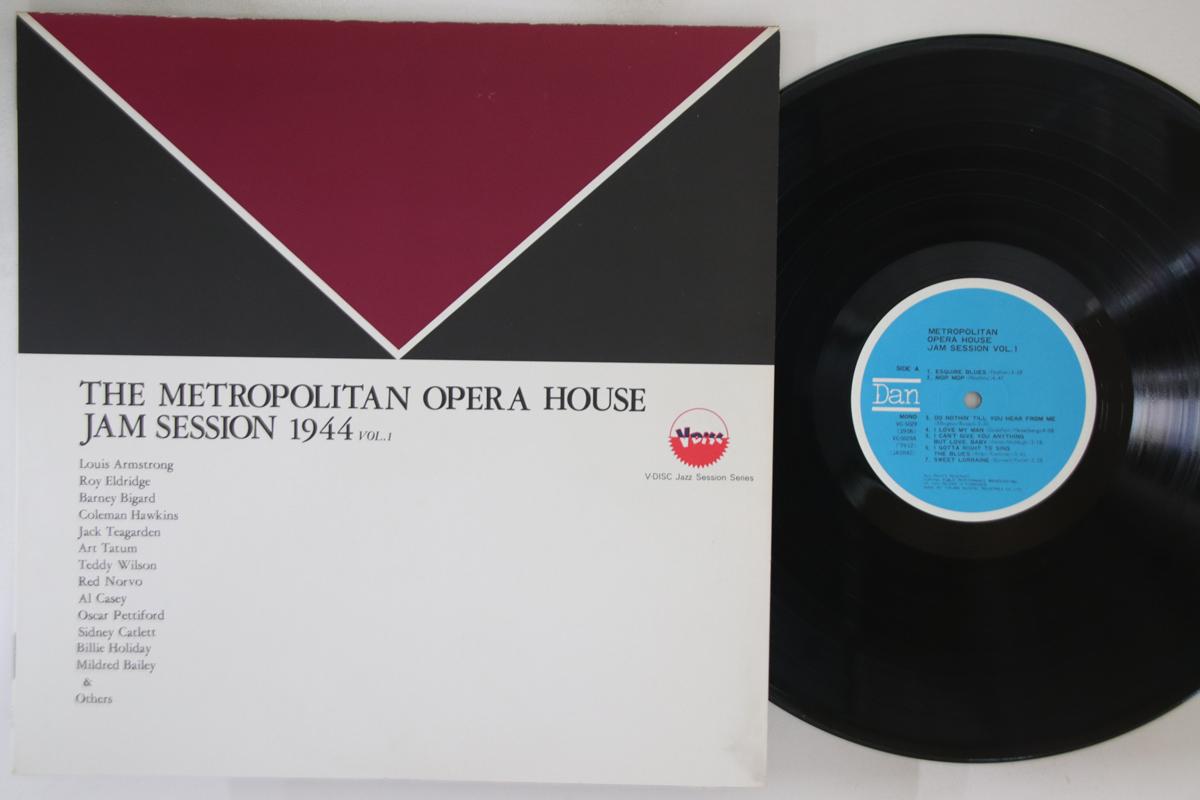 THE METROPOLITAN OPERA HOUSE
JAM SESSION 1944 VOL.1
Louis Armstrong
Roy Eldridge
Barney Bigard
Coleman Hawkins
Jack Teagarden
Art Tatum
Teddy Wilson
Red Norvo
Al Casey
Oscar Pettiford
Sidney Catlett
Billie Holiday
Mildred Bailey
&
Others
V-DISC Jazz Session Series
METROPOLITAN
OPERA HOUSE
JAM SESSION VOL.1
SIDE A
1. ESQUIRE BLUES
2. MOP MOP
Dan
MONO
VC-5029
3. DO NOTHIN' TILL YOU HEAR FROM ME
4. I LOVE MY MAN
5. I CAN'T GIVE YOU ANYTHING
BUT LOVE, BABY
6. I GOTTA RIGHT TO SING
THE BLUES
7. SWEET LORRAINE